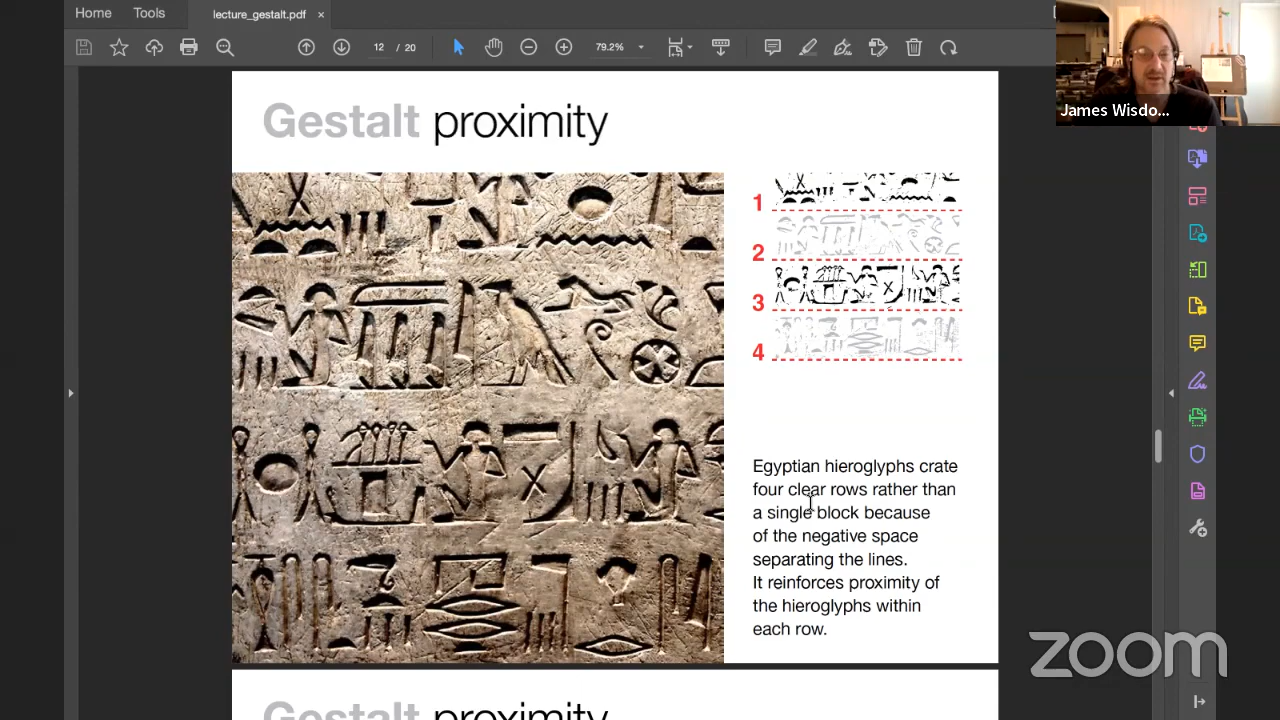 Home Tools lecture_gestalt.pdf ×
12 / 20 79.2%
James Wisdo...
Gestalt proximity
1
2
3
4
Egyptian hieroglyphs crate
four clear rows rather than
a single block because
of the negative space
separating the lines.
It reinforces proximity of
the hieroglyphs within
each row.
zoom
Gestalt proximity